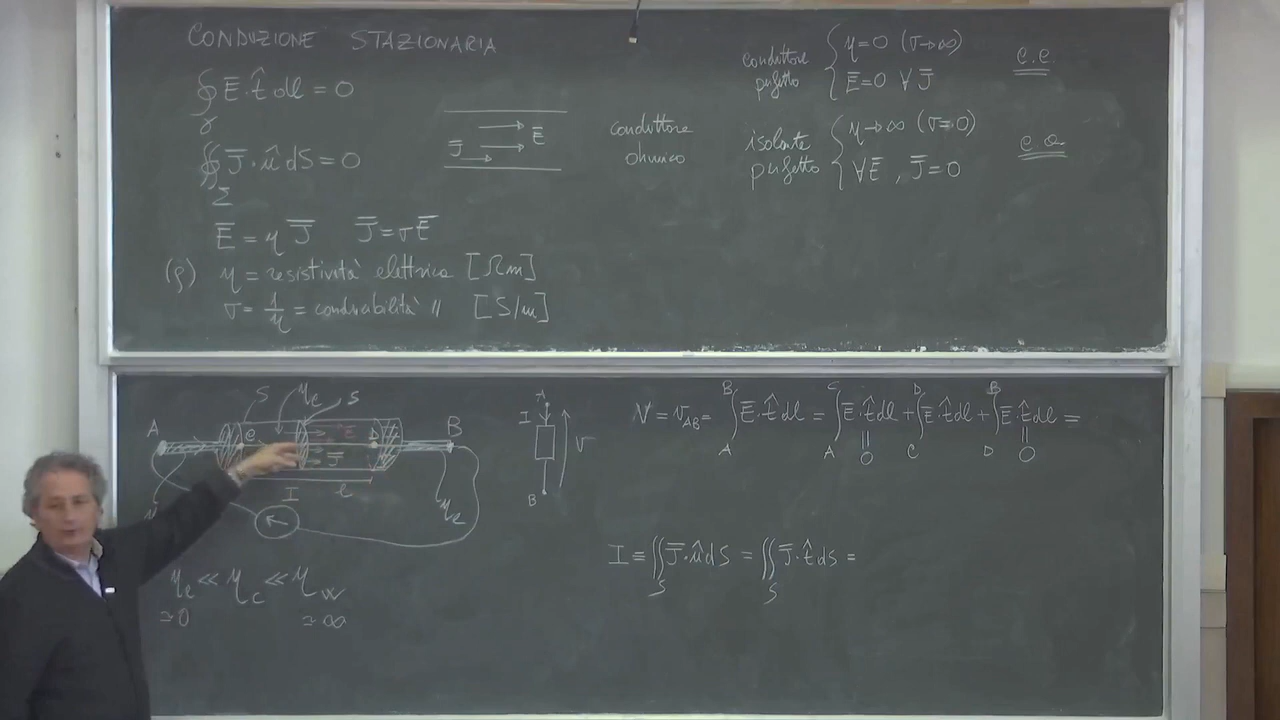 CONDUZIONE STAZIONARIA
∮ Ē·t̂ dl = 0
γ
∯ J̄·û dS = 0
Σ
Ē = η J̄ J̄ = σ Ē
(ρ) η = resistività elettrica [Ωm]
σ = 1/η = conducibilità " [S/m]
J̄ Ē
conduttore
ohmico
conduttore
perfetto
η=0 (σ→∞)
Ē=0 ∀ J̄
c.c.
isolante
perfetto
η→∞ (σ=0)
∀Ē, J̄=0
c.a.
S η_c S
A C Ē D B
J̄
I l
η_e
η_e ≪ η_c ≪ η_w
≃0 ≃∞
A
I V
B
V = v_AB = ∫_A^B Ē·t̂ dl = ∫_A^C Ē·t̂ dl + ∫_C^D Ē·t̂ dl + ∫_D^B Ē·t̂ dl =
0 0
I ≡ ∬_S J̄·û dS = ∬_S J̄·t̂ dS =